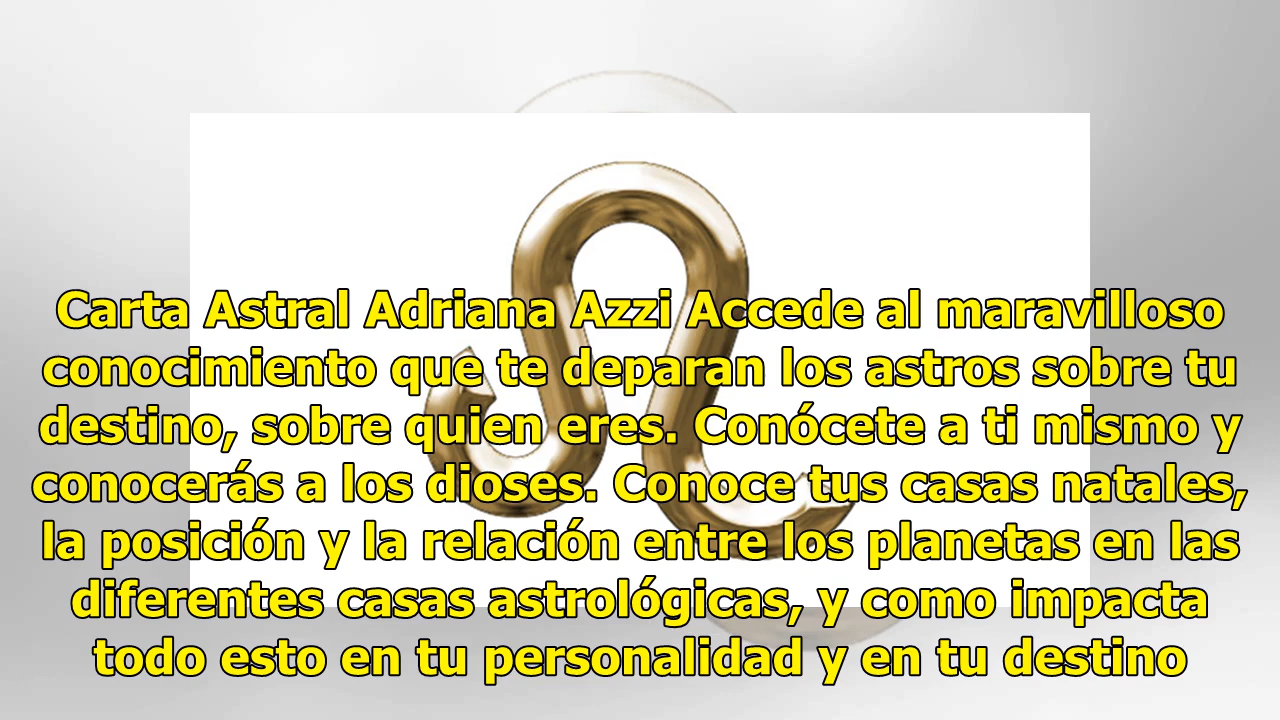 Carta Astral Adriana Azzi Accede al maravilloso
conocimiento que te deparan los astros sobre tu
destino, sobre quien eres. Conócete a ti mismo y
conocerás a los dioses. Conoce tus casas natales,
la posición y la relación entre los planetas en las
diferentes casas astrológicas, y como impacta
todo esto en tu personalidad y en tu destino